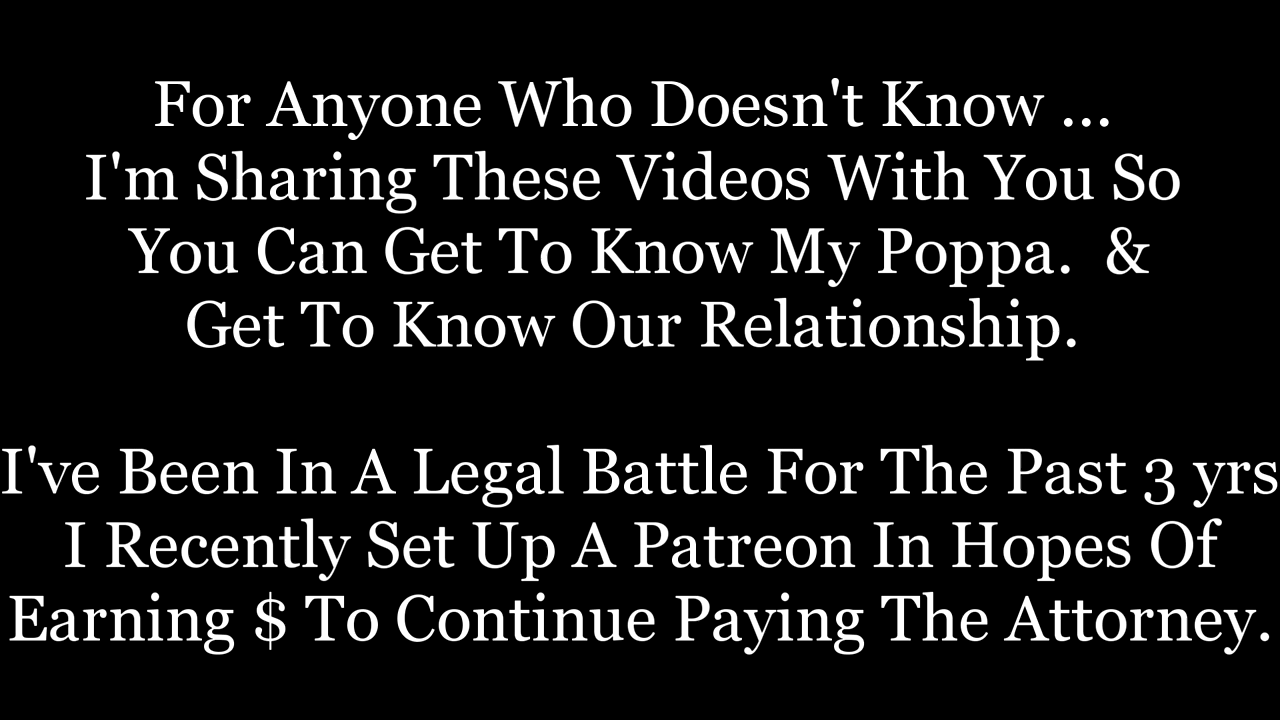 For Anyone Who Doesn't Know ...
I'm Sharing These Videos With You So
You Can Get To Know My Poppa.  &
Get To Know Our Relationship.
I've Been In A Legal Battle For The Past 3 yrs
I Recently Set Up A Patreon In Hopes Of
Earning $ To Continue Paying The Attorney.